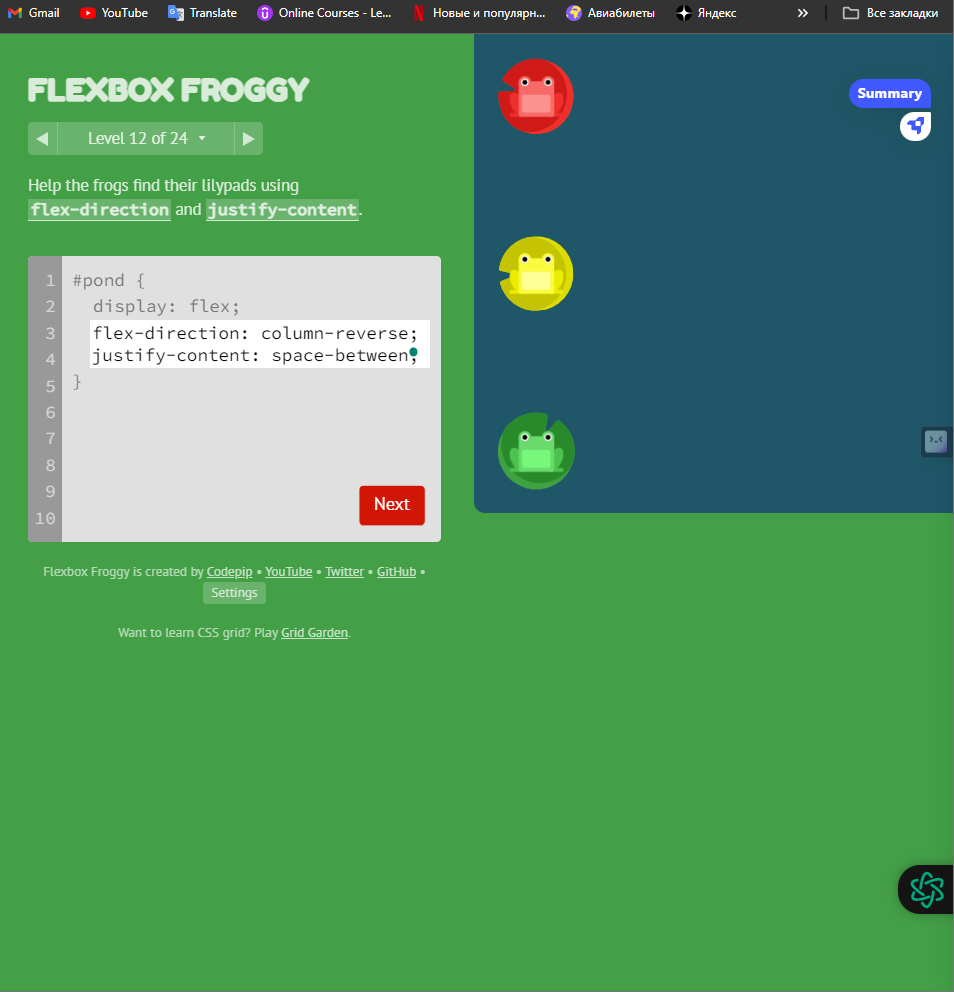 Gmail YouTube Translate Online Courses - Le... Новые и популярн... Авиабилеты Яндекс » Все закладки
FLEXBOX FROGGY
Summary
◀ Level 12 of 24 ▶
Help the frogs find their lilypads using
flex-direction and justify-content.
1 #pond {
2 display: flex;
3 flex-direction: column-reverse;
4 justify-content: space-between;
5 }
6
7
8
9
10
Next
Flexbox Froggy is created by Codepip • YouTube • Twitter • GitHub •
Settings
Want to learn CSS grid? Play Grid Garden.